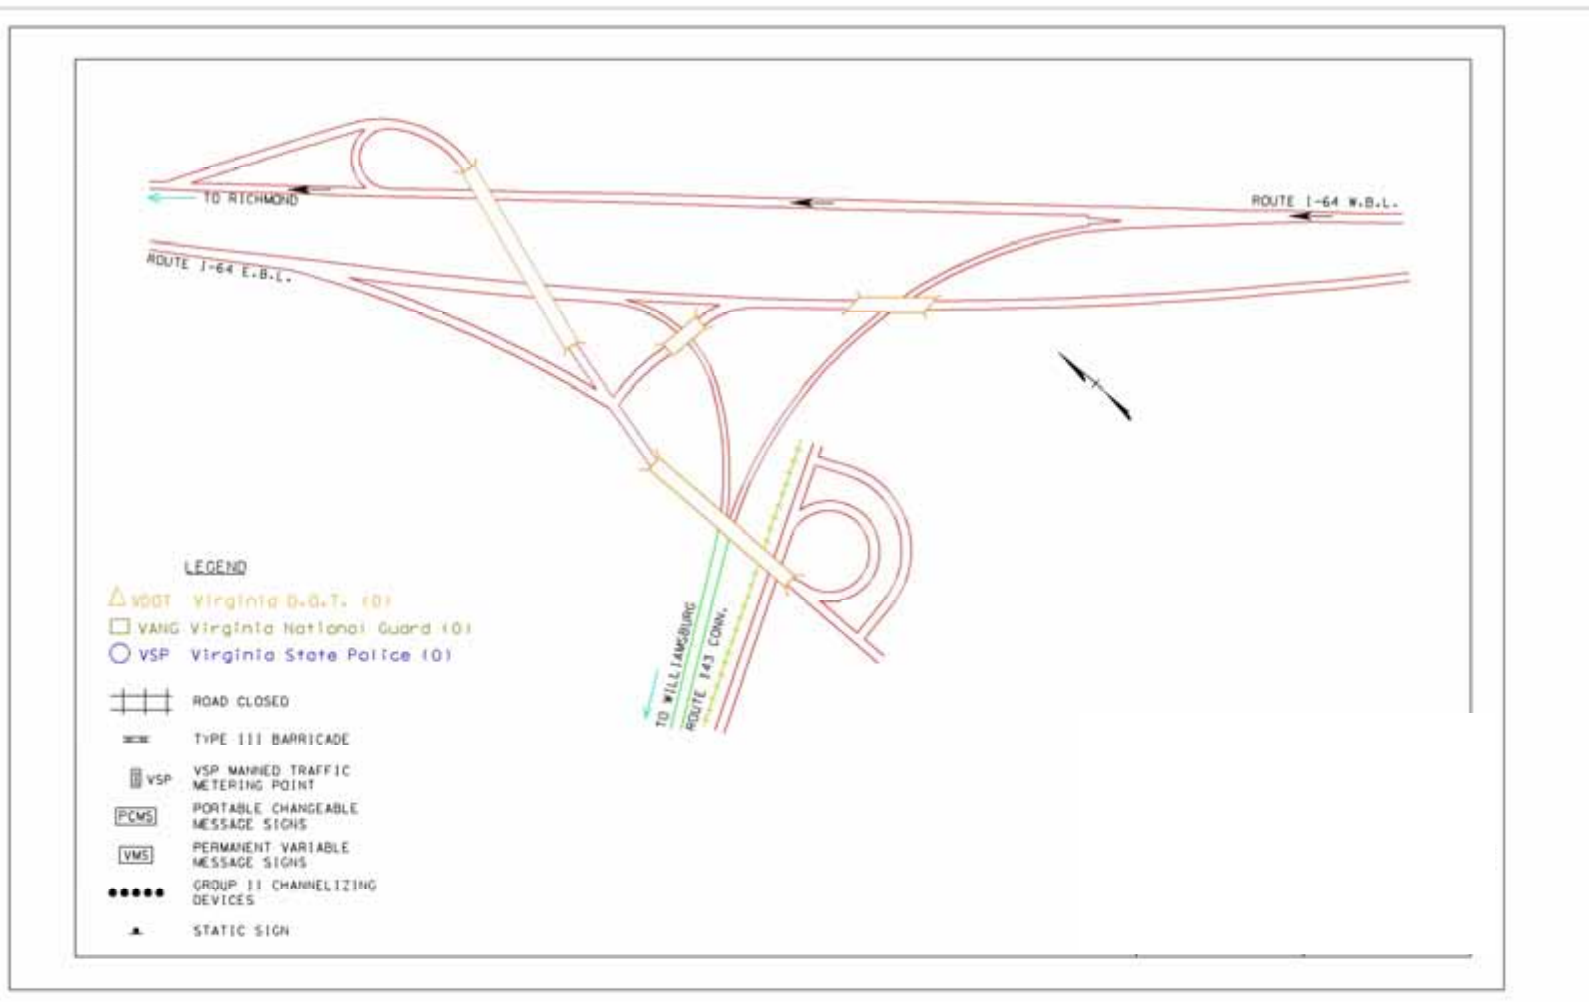 ROUTE I-64 W.B.L.
TO RICHMOND
ROUTE I-64 E.B.L.
TO WILLIAMSBURG
ROUTE 143 CONN.
LEGEND
VDOT Virginia D.O.T. (0)
VANG Virginia National Guard (0)
VSP Virginia State Police (0)
ROAD CLOSED
TYPE III BARRICADE
VSP VSP MANNED TRAFFIC
METERING POINT
PCMS PORTABLE CHANGEABLE
MESSAGE SIGNS
VMS PERMANENT VARIABLE
MESSAGE SIGNS
GROUP II CHANNELIZING
DEVICES
STATIC SIGN